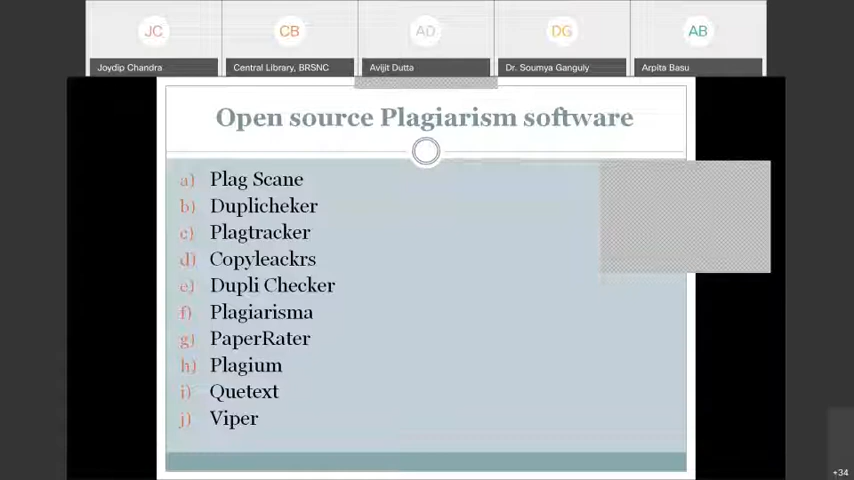 JC
CB
AD
DG
AB
Joydip Chandra
Central Library, BRSNC
Avijit Dutta
Dr. Soumya Ganguly
Arpita Basu
Open source Plagiarism software
a) Plag Scane
b) Duplicheker
c) Plagtracker
d) Copyleackrs
e) Dupli Checker
f) Plagiarisma
g) PaperRater
h) Plagium
i) Quetext
j) Viper
+34